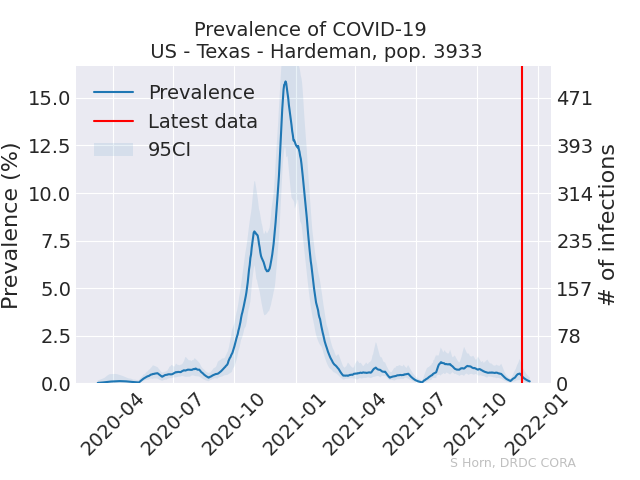 Prevalence of COVID-19
US - Texas - Hardeman, pop. 3933
Prevalence
Latest data
95CI
Prevalence (%)
15.0
12.5
10.0
7.5
5.0
2.5
0.0
# of infections
471
393
314
235
157
78
0
2020-04
2020-07
2020-10
2021-01
2021-04
2021-07
2021-10
2022-01
S Horn, DRDC CORA